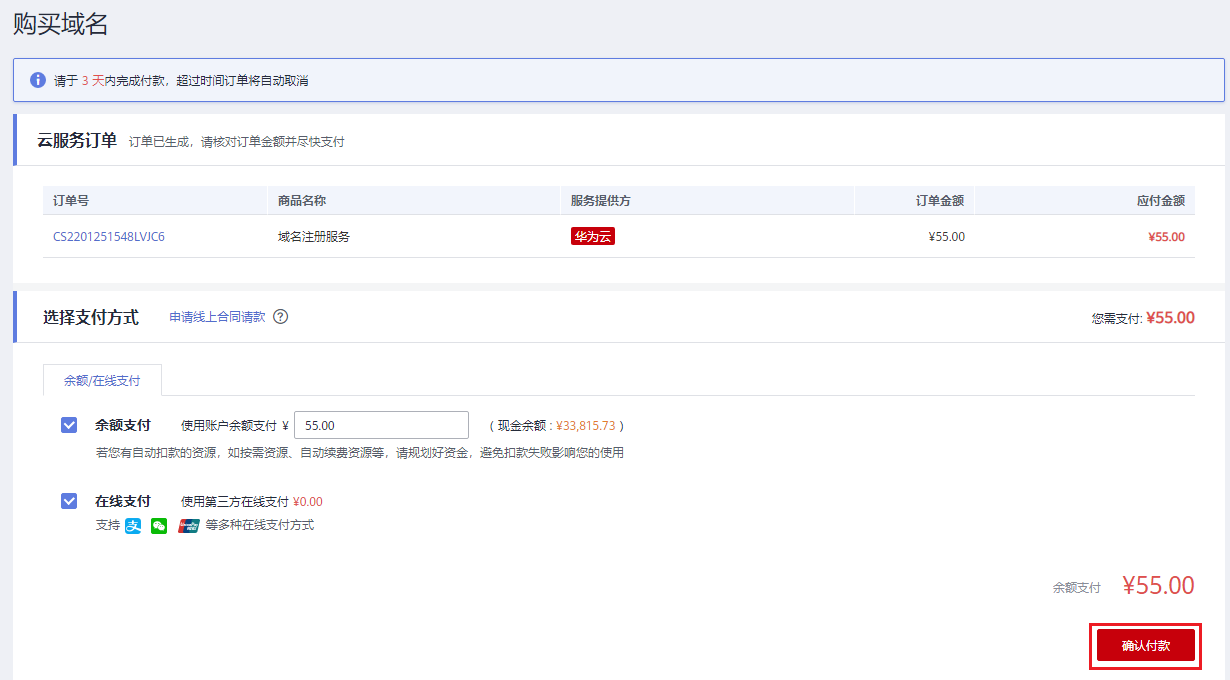 购买域名
请于 3 天内完成付款，超过时间订单将自动取消
云服务订单 订单已生成，请核对订单金额并尽快支付
订单号 商品名称 服务提供方 订单金额 应付金额
CS2201251548LVJC6 域名注册服务 华为云 ¥55.00 ¥55.00
选择支付方式 申请线上合同请款 ? 您需支付: ¥55.00
余额/在线支付
余额支付 使用账户余额支付 ¥ 55.00 ( 现金余额 : ¥33,815.73 )
若您有自动扣款的资源，如按需资源、自动续费资源等，请规划好资金，避免扣款失败影响您的使用
在线支付 使用第三方在线支付 ¥0.00
支持 支 等多种在线支付方式
余额支付 ¥55.00
确认付款